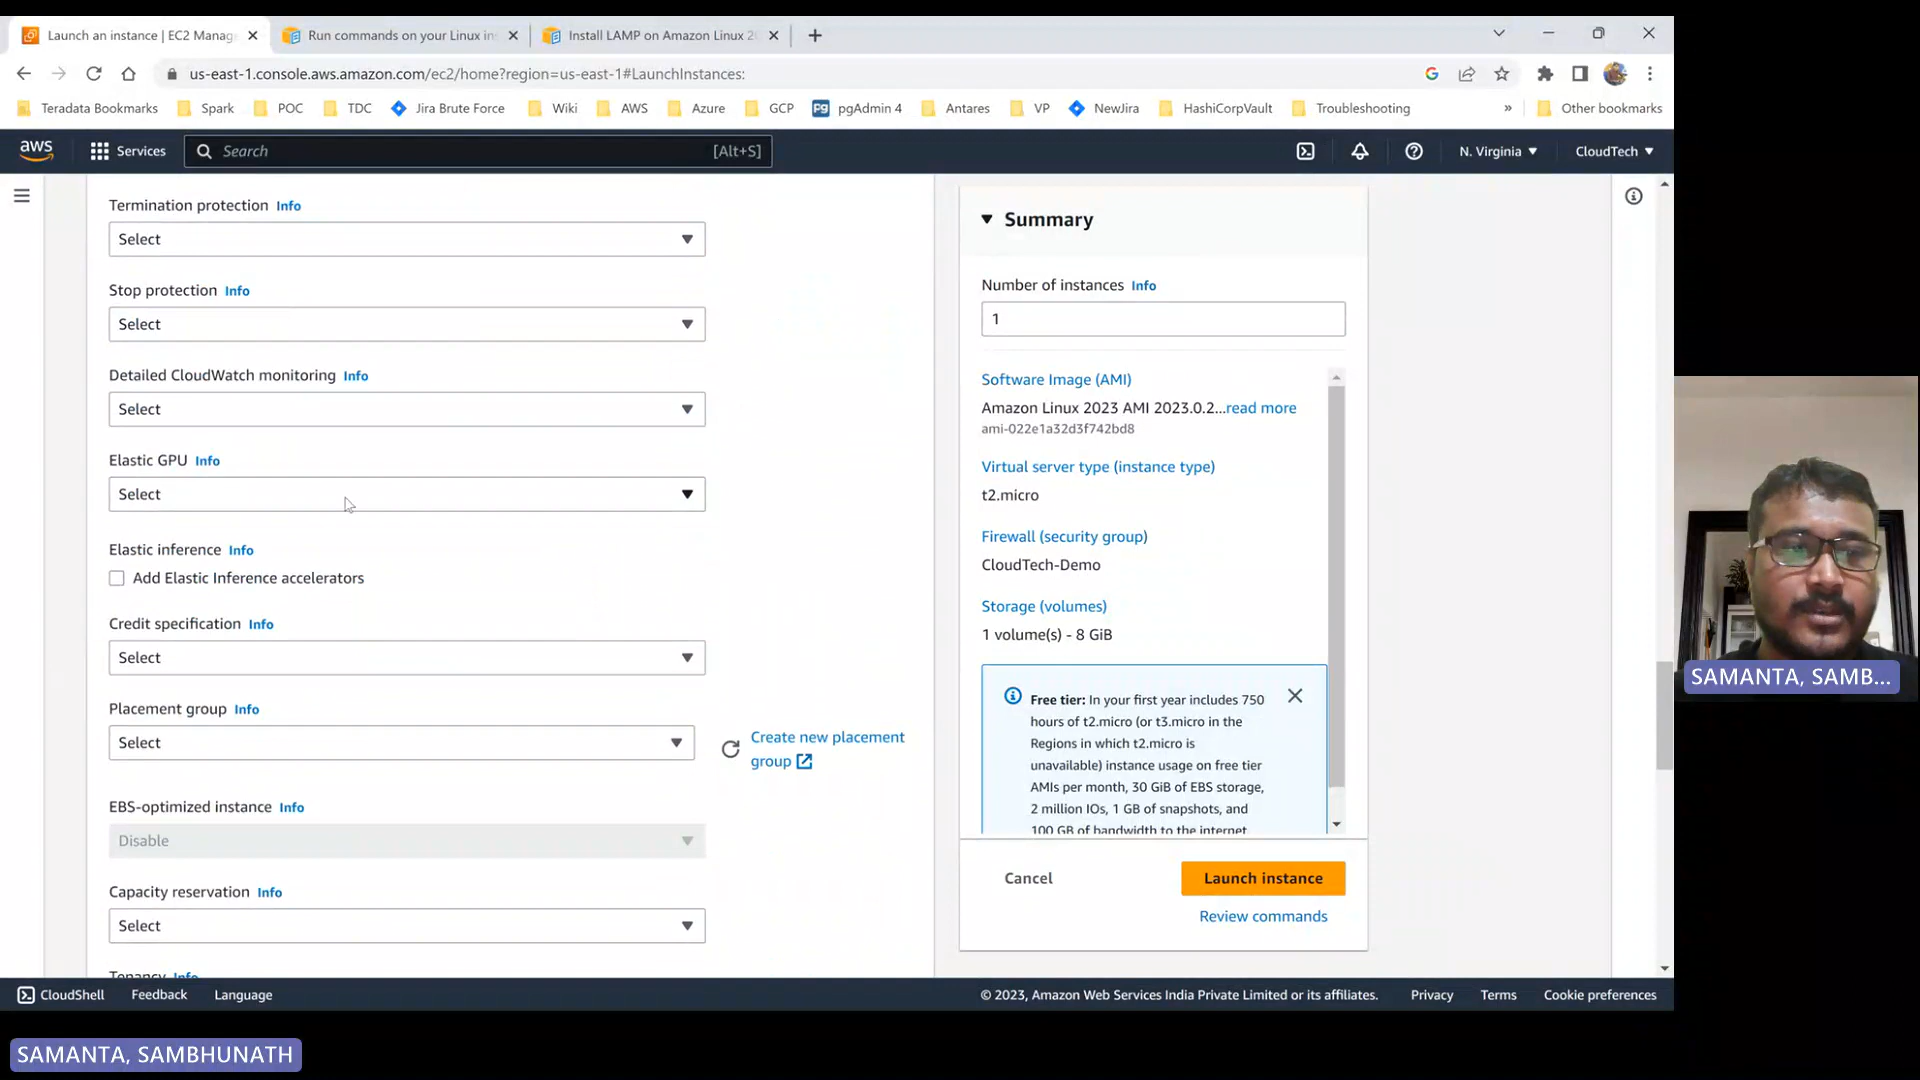 Launch an instance | EC2 Manag
Run commands on your Linux in
Install LAMP on Amazon Linux 2
us-east-1.console.aws.amazon.com/ec2/home?region=us-east-1#LaunchInstances:
Teradata Bookmarks
Spark
POC
TDC
Jira Brute Force
Wiki
AWS
Azure
GCP
Pg
pgAdmin 4
Antares
VP
NewJira
HashiCorpVault
Troubleshooting
»
Other bookmarks
aws
Services
Search
[Alt+S]
N. Virginia
CloudTech
Termination protection Info
Select
Stop protection Info
Select
Detailed CloudWatch monitoring Info
Select
Elastic GPU Info
Select
Elastic inference Info
Add Elastic Inference accelerators
Credit specification Info
Select
Placement group Info
Select
Create new placement
group
EBS-optimized instance Info
Disable
Capacity reservation Info
Select
Tenancy Info
Summary
Number of instances Info
1
Software Image (AMI)
Amazon Linux 2023 AMI 2023.0.2...read more
ami-022e1a32d3f742bd8
Virtual server type (instance type)
t2.micro
Firewall (security group)
CloudTech-Demo
Storage (volumes)
1 volume(s) - 8 GiB
Free tier: In your first year includes 750
hours of t2.micro (or t3.micro in the
Regions in which t2.micro is
unavailable) instance usage on free tier
AMIs per month, 30 GiB of EBS storage,
2 million IOs, 1 GB of snapshots, and
100 GB of bandwidth to the internet
Cancel
Launch instance
Review commands
SAMANTA, SAMB...
CloudShell
Feedback
Language
© 2023, Amazon Web Services India Private Limited or its affiliates.
Privacy
Terms
Cookie preferences
SAMANTA, SAMBHUNATH